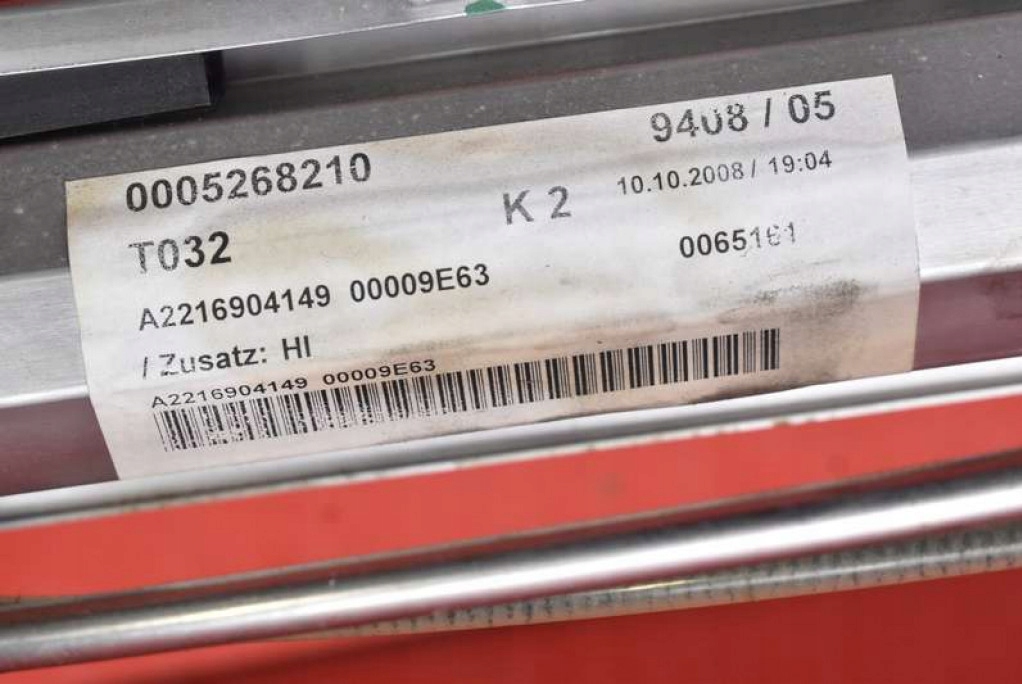 9408 / 05
0005268210
10.10.2008 / 19:04
K 2
T032
A2216904149 00009E63
/ Zusatz: HI
A2216904149 00009E63